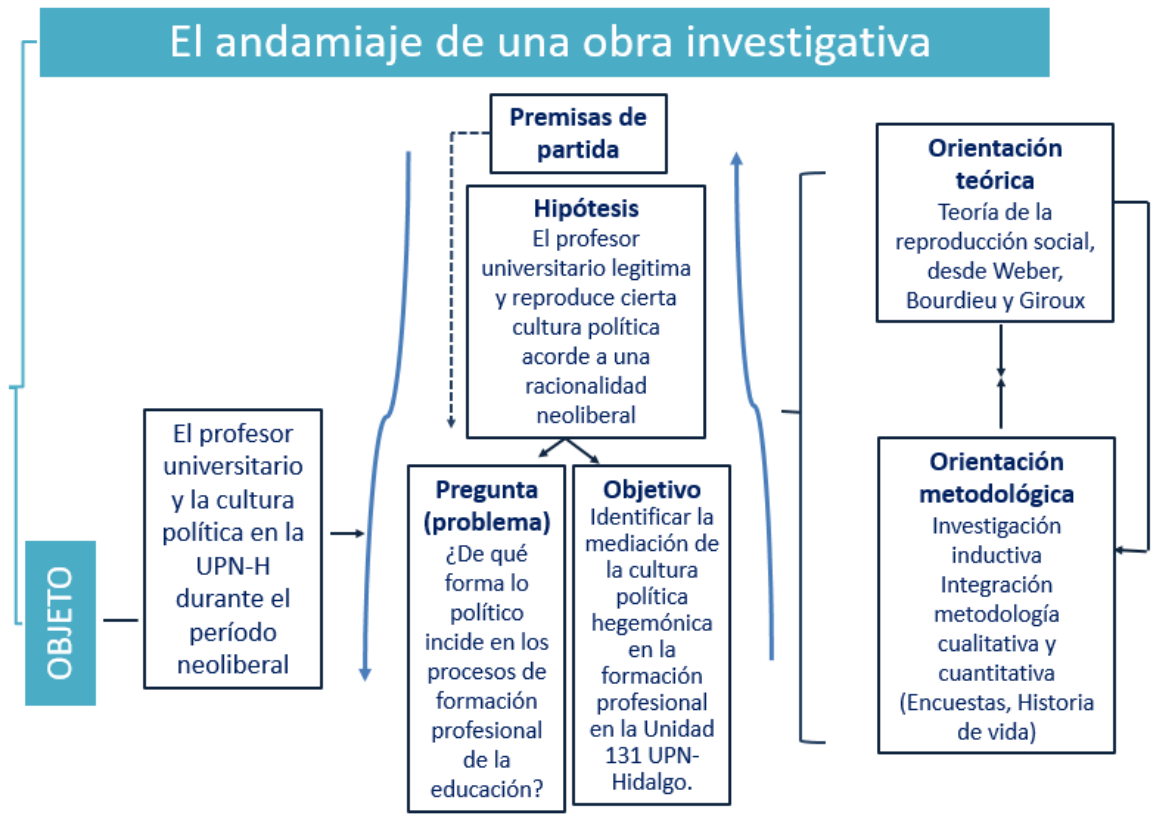 El andamiaje de una obra investigativa
Premisas de
partida
Hipótesis
El profesor
universitario legitima
y reproduce cierta
cultura política
acorde a una
racionalidad
neoliberal
Orientación
teórica
Teoría de la
reproducción social,
desde Weber,
Bourdieu y Giroux
OBJETO
El profesor
universitario
y la cultura
política en la
UPN-H
durante el
período
neoliberal
Pregunta
(problema)
¿De qué
forma lo
político
incide en los
procesos de
formación
profesional
de la
educación?
Objetivo
Identificar la
mediación de
la cultura
política
hegemónica
en la
formación
profesional
en la Unidad
131 UPN-
Hidalgo.
Orientación
metodológica
Investigación
inductiva
Integración
metodología
cualitativa y
cuantitativa
(Encuestas, Historia
de vida)